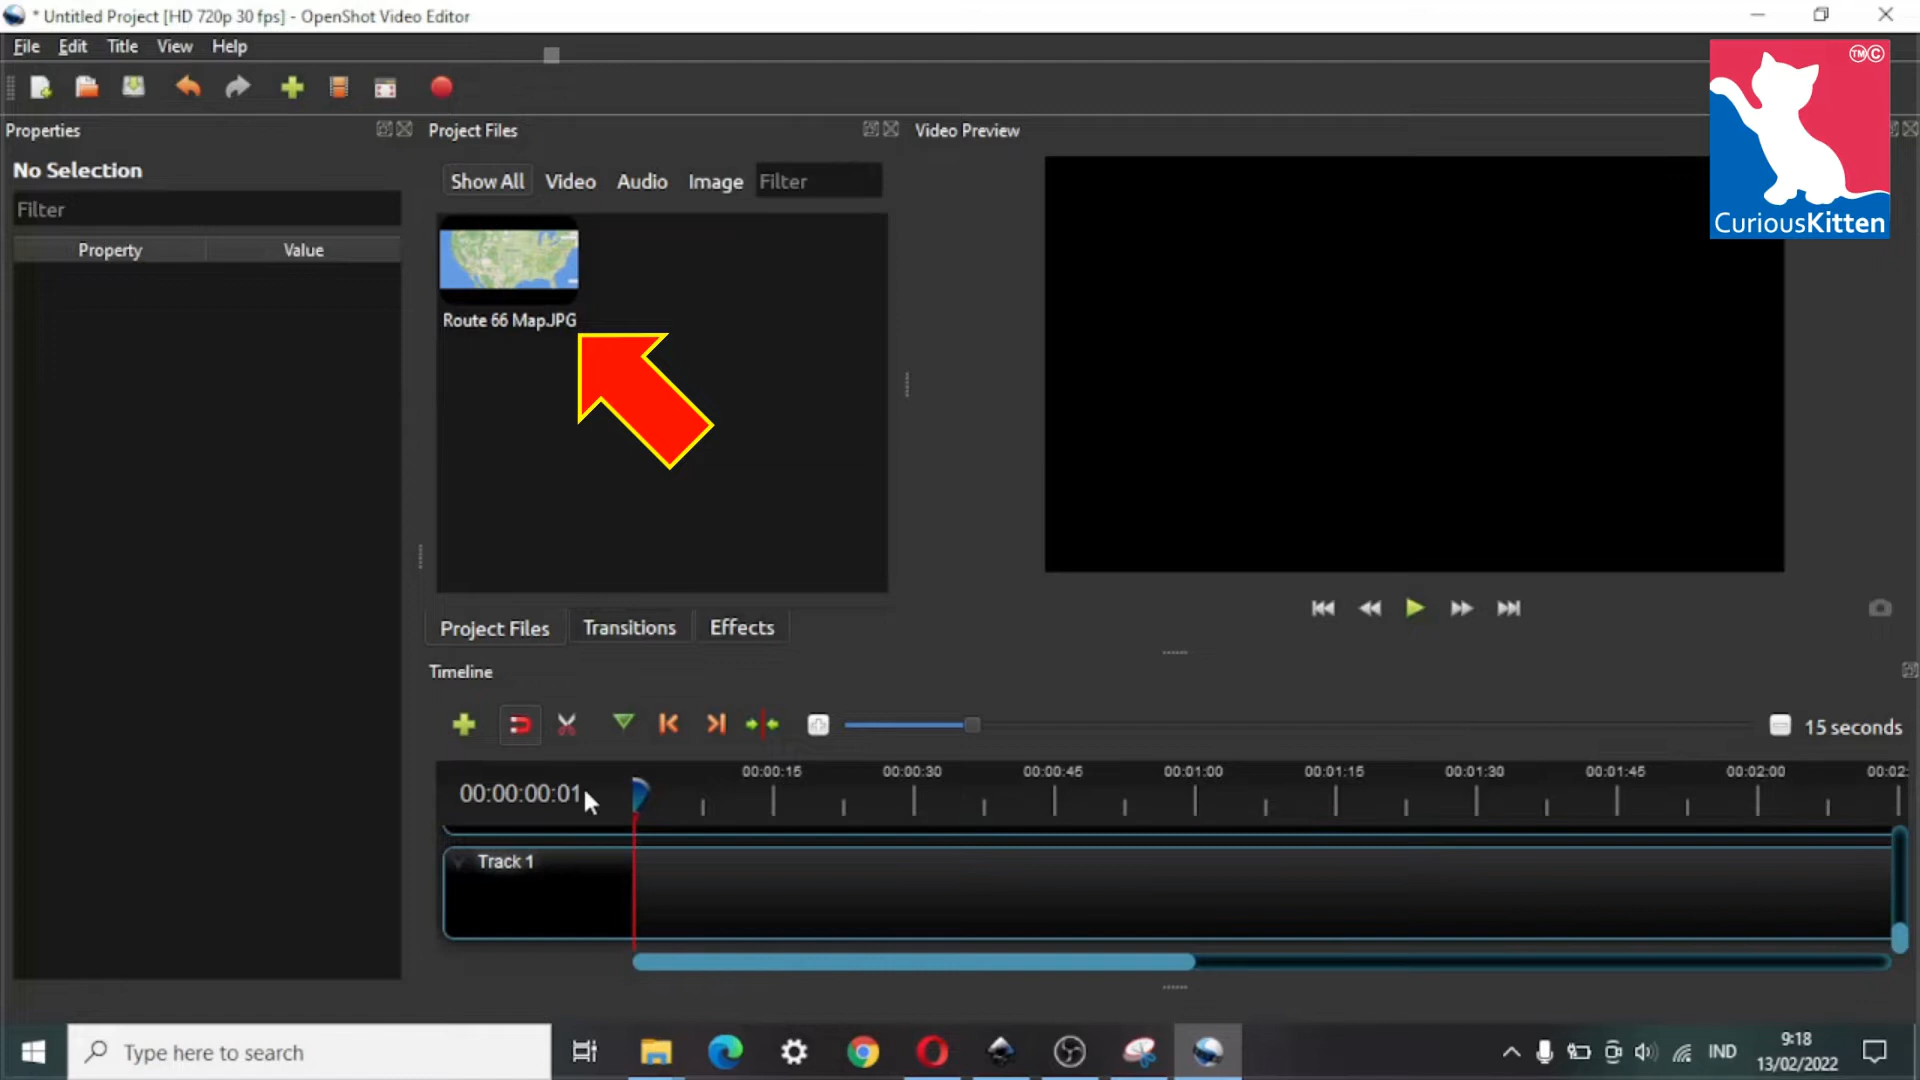 * Untitled Project [HD 720p 30 fps] - OpenShot Video Editor
File Edit Title View Help
™©
CuriousKitten
Properties
Project Files
Video Preview
No Selection
Filter
Property Value
Show All Video Audio Image Filter
Route 66 Map.JPG
Project Files Transitions Effects
Timeline
15 seconds
00:00:00:01
00:00:15 00:00:30 00:00:45 00:01:00 00:01:15 00:01:30 00:01:45 00:02:00 00:02:
Track 1
Type here to search
IND
9:18
13/02/2022